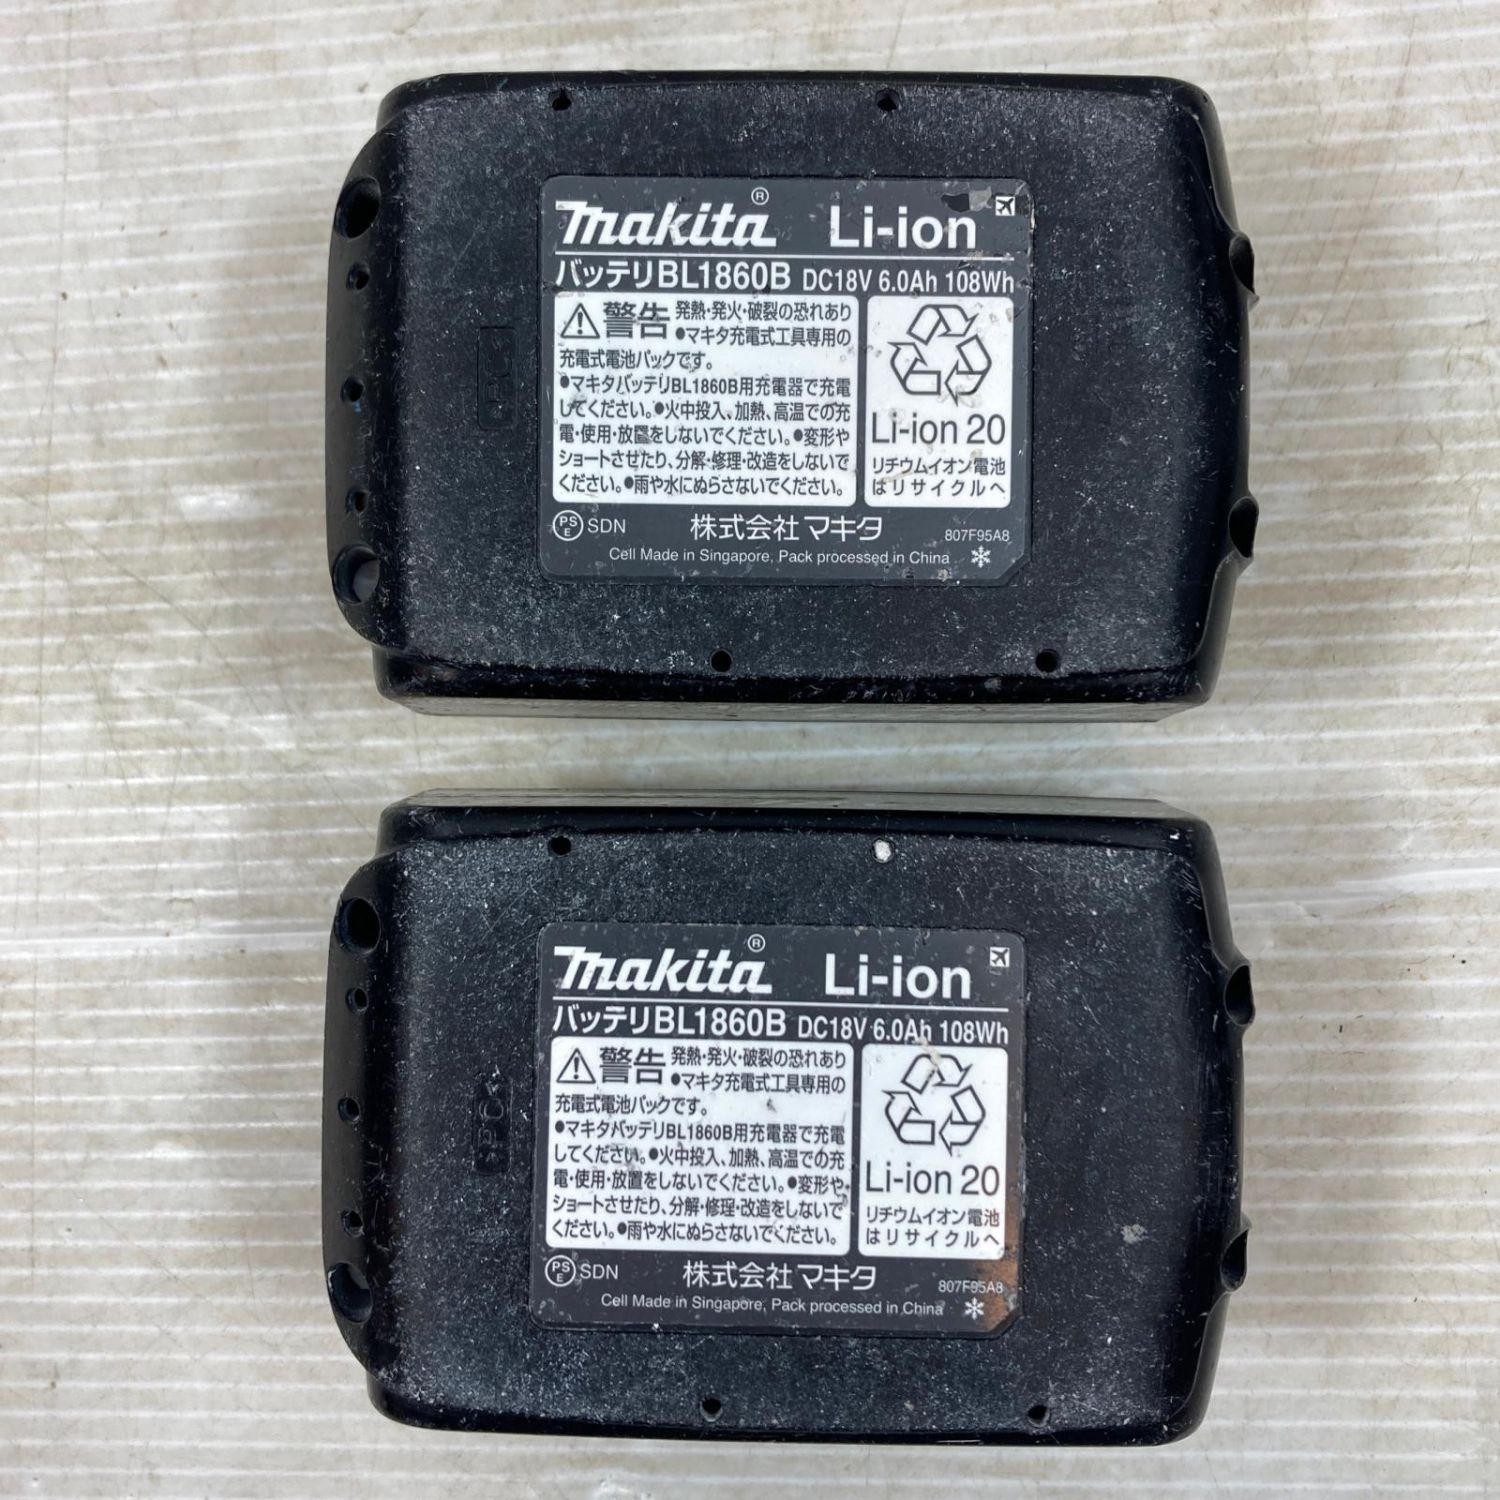 makita® Li-ion
バッテリBL1860B DC18V 6.0Ah 108Wh
警告 発熱・発火・破裂の恐れあり
●マキタ充電式工具専用の
充電式電池パックです。
●マキタバッテリBL1860B用充電器で充電
してください。●火中投入、加熱、高温での充
電・使用・放置をしないでください。●変形や
ショートさせたり、分解・修理・改造をしないで
ください。●雨や水にぬらさないでください。
Li-ion 20
リチウムイオン電池
はリサイクルへ
PSE SDN 株式会社マキタ 807F95A8
Cell Made in Singapore, Pack processed in China
makita® Li-ion
バッテリBL1860B DC18V 6.0Ah 108Wh
警告 発熱・発火・破裂の恐れあり
●マキタ充電式工具専用の
充電式電池パックです。
●マキタバッテリBL1860B用充電器で充電
してください。●火中投入、加熱、高温での充
電・使用・放置をしないでください。●変形や
ショートさせたり、分解・修理・改造をしないで
ください。●雨や水にぬらさないでください。
Li-ion 20
リチウムイオン電池
はリサイクルへ
PSE SDN 株式会社マキタ 807F95A8
Cell Made in Singapore, Pack processed in China